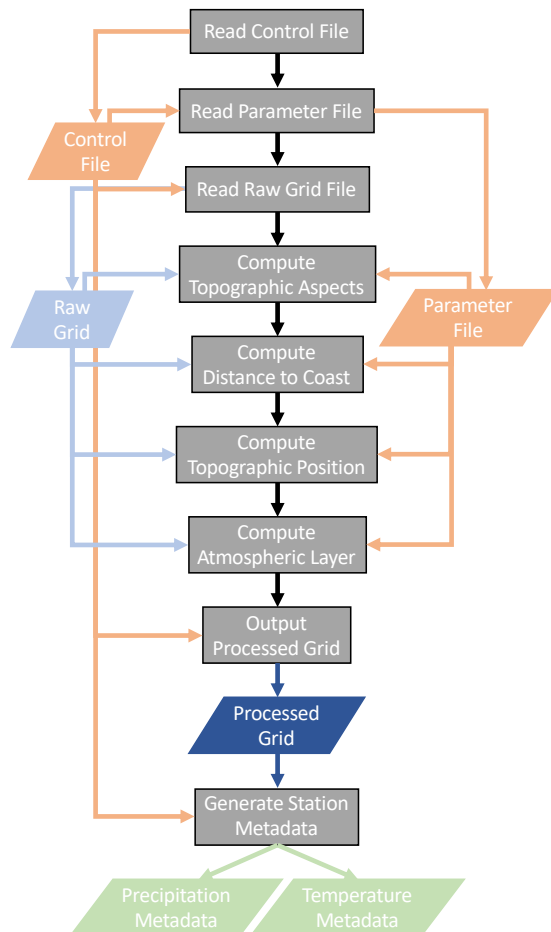 Read Control File
Read Parameter File
Control
File
Read Raw Grid File
Compute
Topographic Aspects
Raw
Grid
Parameter
File
Compute
Distance to Coast
Compute
Topographic Position
Compute
Atmospheric Layer
Output
Processed Grid
Processed
Grid
Generate Station
Metadata
Precipitation
Metadata
Temperature
Metadata